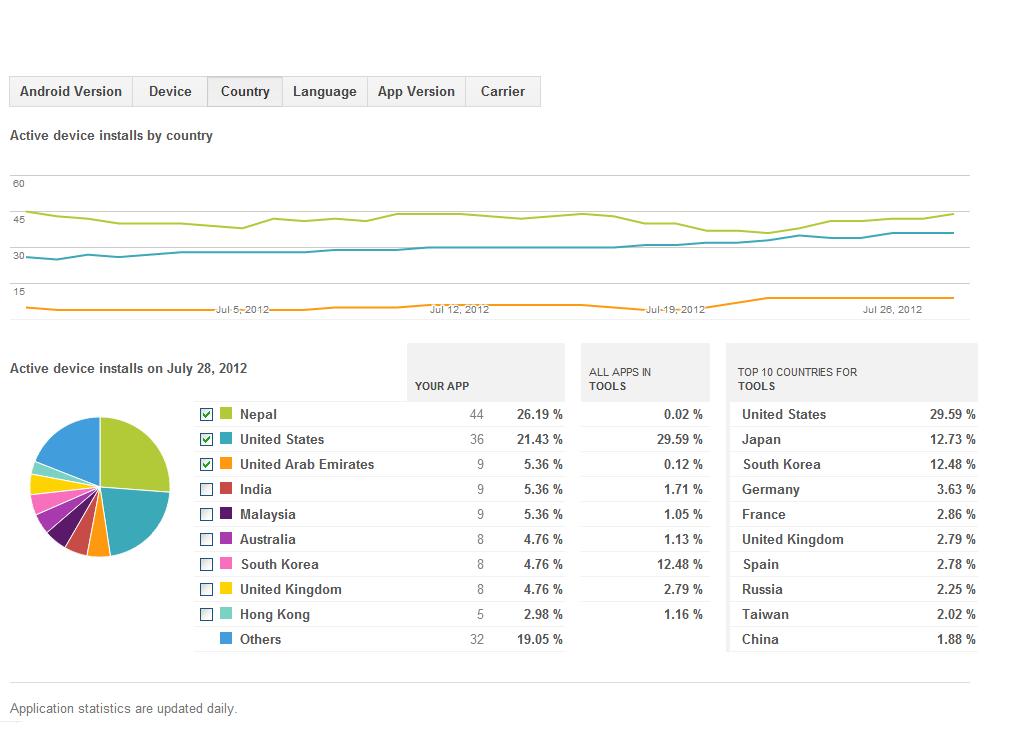 Android Version Device Country Language App Version Carrier
Active device installs by country
60
45
30
15
Jul 5, 2012 Jul 12, 2012 Jul 19, 2012 Jul 26, 2012
Active device installs on July 28, 2012
YOUR APP
ALL APPS IN
TOOLS
TOP 10 COUNTRIES FOR
TOOLS
Nepal 44 26.19 % 0.02 % United States 29.59 %
United States 36 21.43 % 29.59 % Japan 12.73 %
United Arab Emirates 9 5.36 % 0.12 % South Korea 12.48 %
India 9 5.36 % 1.71 % Germany 3.63 %
Malaysia 9 5.36 % 1.05 % France 2.86 %
Australia 8 4.76 % 1.13 % United Kingdom 2.79 %
South Korea 8 4.76 % 12.48 % Spain 2.78 %
United Kingdom 8 4.76 % 2.79 % Russia 2.25 %
Hong Kong 5 2.98 % 1.16 % Taiwan 2.02 %
Others 32 19.05 % China 1.88 %
Application statistics are updated daily.